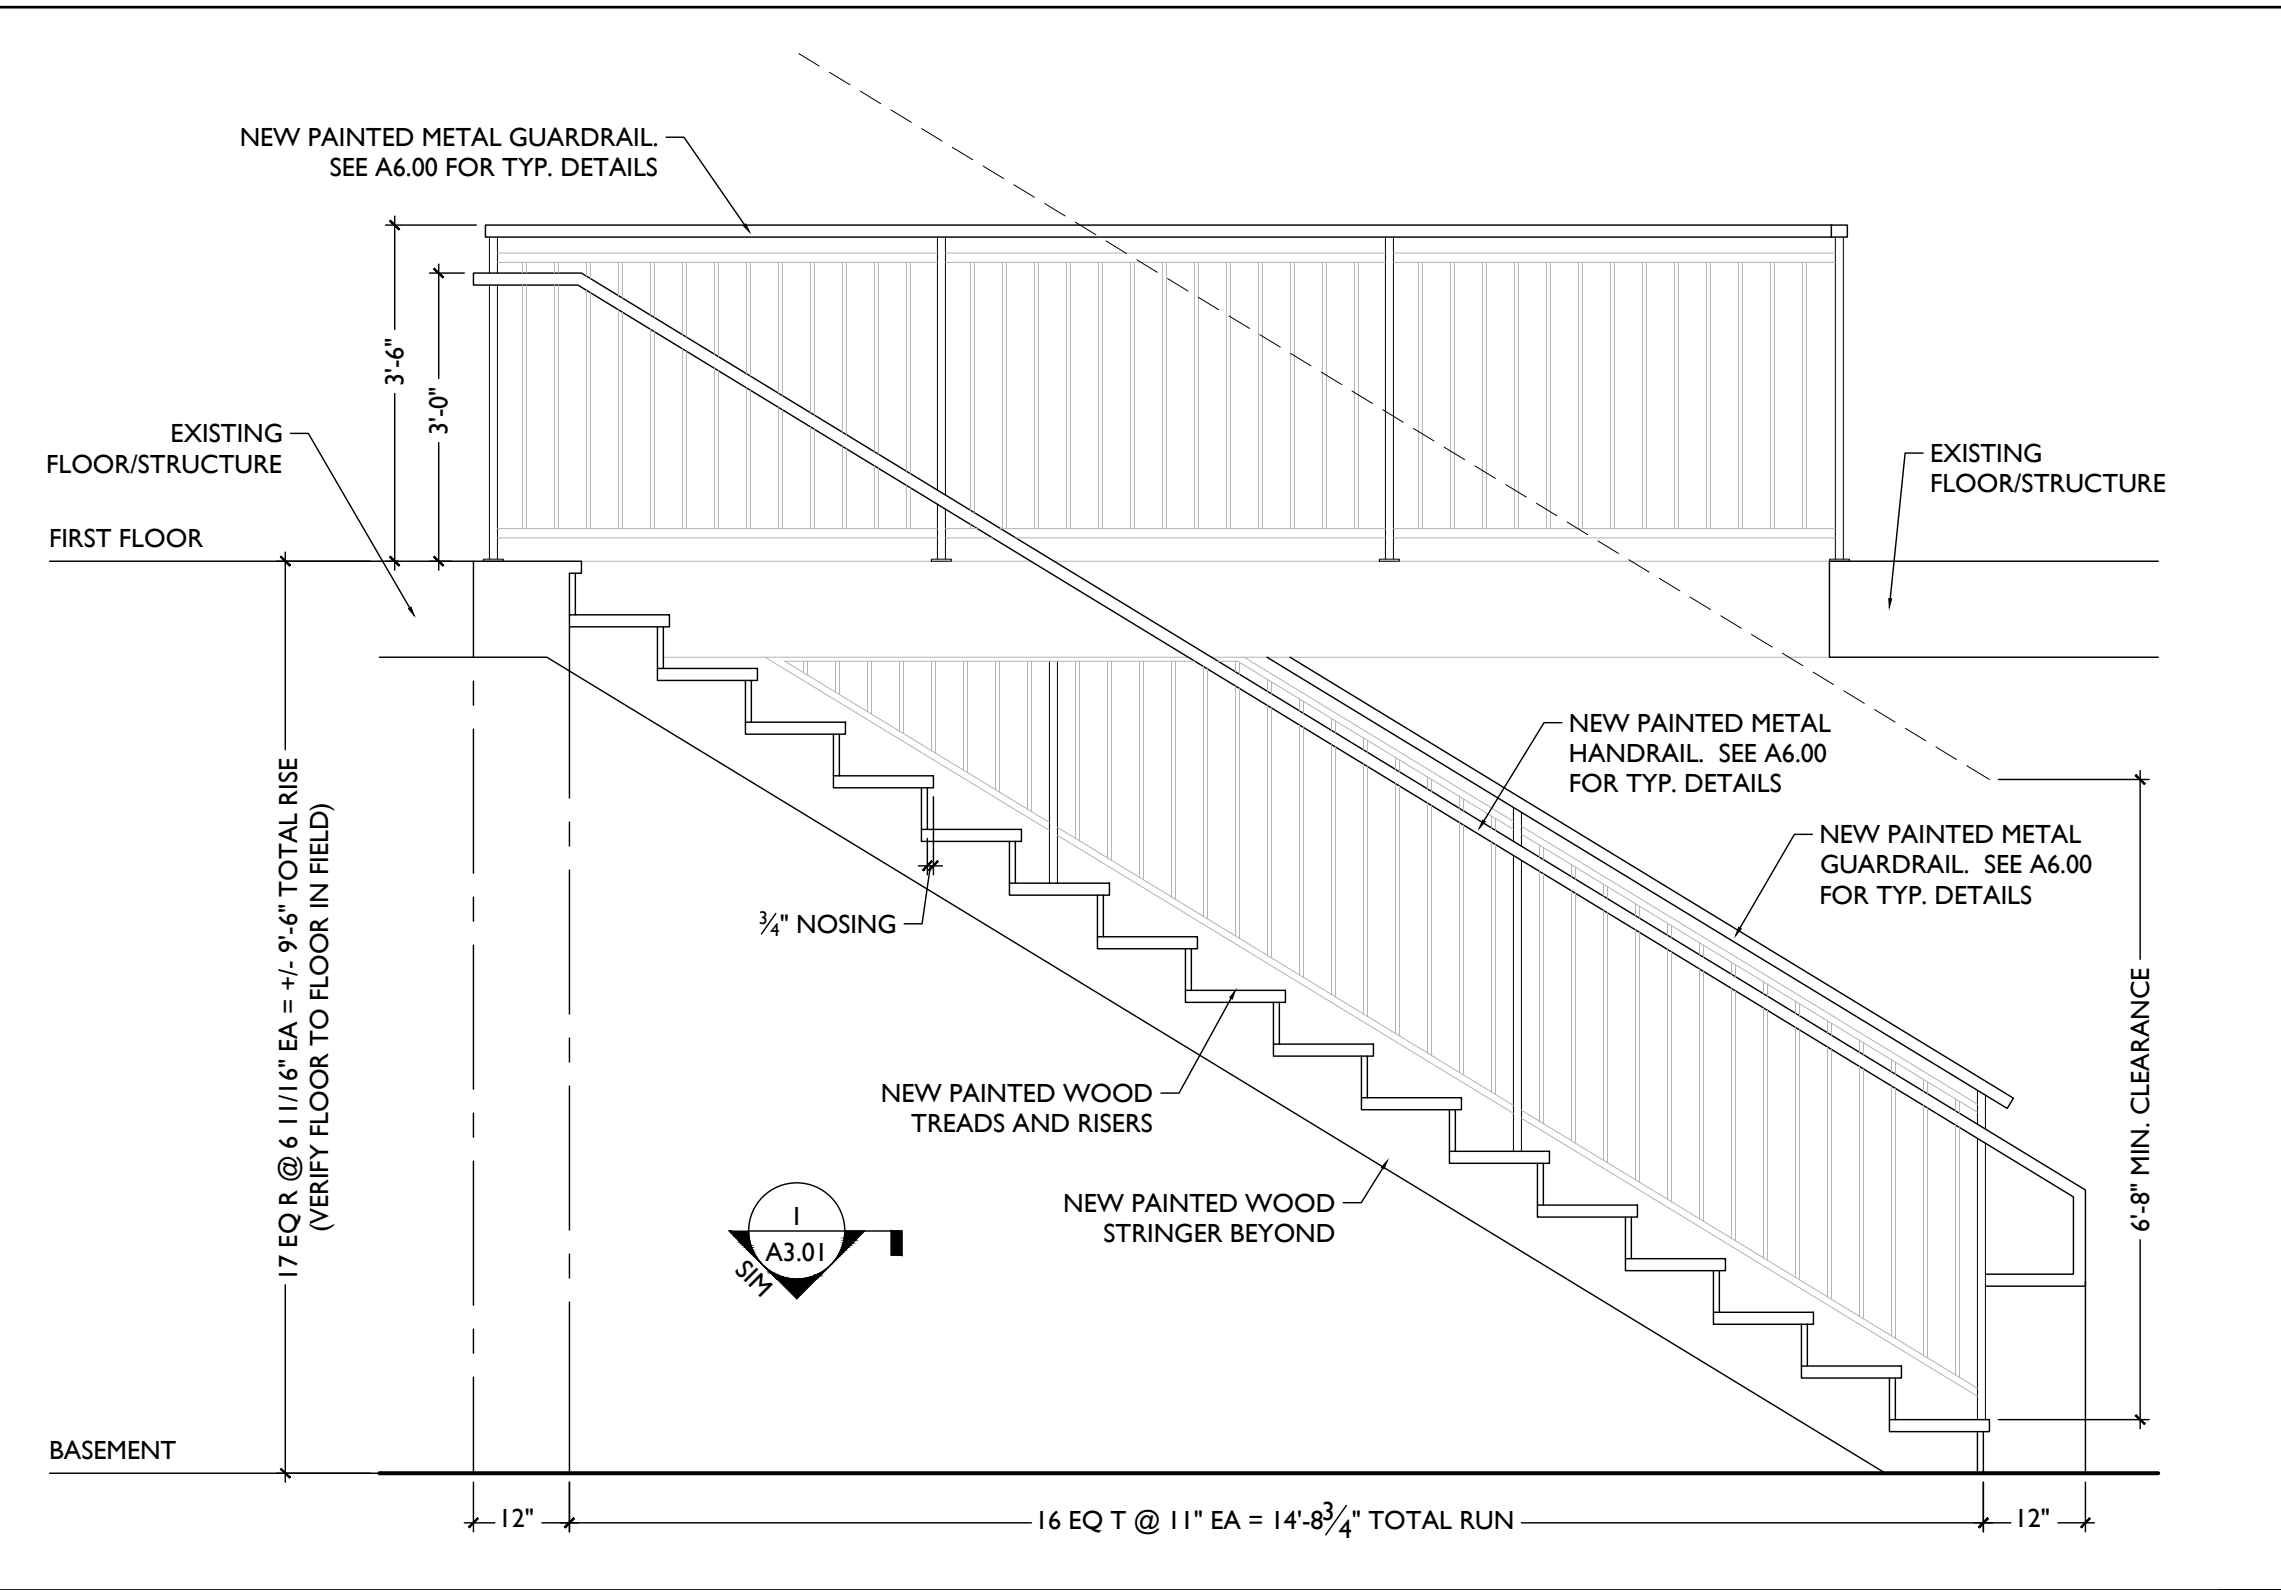 NEW PAINTED METAL GUARDRAIL.
SEE A6.00 FOR TYP. DETAILS
3'-6"
3'-0"
EXISTING
FLOOR/STRUCTURE
EXISTING
FLOOR/STRUCTURE
FIRST FLOOR
NEW PAINTED METAL
HANDRAIL. SEE A6.00
FOR TYP. DETAILS
NEW PAINTED METAL
GUARDRAIL. SEE A6.00
FOR TYP. DETAILS
17 EQ R @ 6 11/16" EA = +/- 9'-6" TOTAL RISE
(VERIFY FLOOR TO FLOOR IN FIELD)
¾" NOSING
6'-8" MIN. CLEARANCE
NEW PAINTED WOOD
TREADS AND RISERS
NEW PAINTED WOOD
STRINGER BEYOND
1
A3.01
SIM
BASEMENT
12"
16 EQ T @ 11" EA = 14'-8¾" TOTAL RUN
12"